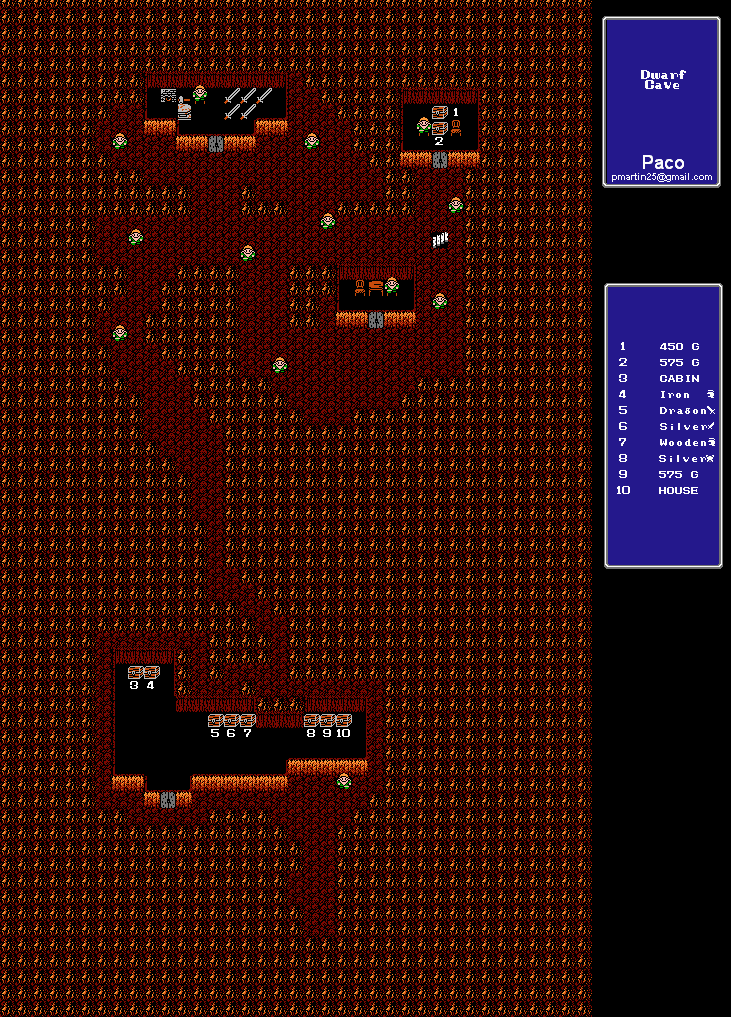 Dwarf
Cave
Paco
pmartin25@gmail.com
1
2
1 450 G
2 575 G
3 CABIN
4 Iron
5 Dragon
6 Silver
7 Wooden
8 Silver
9 575 G
10 HOUSE
3 4
5 6 7 8 9 10